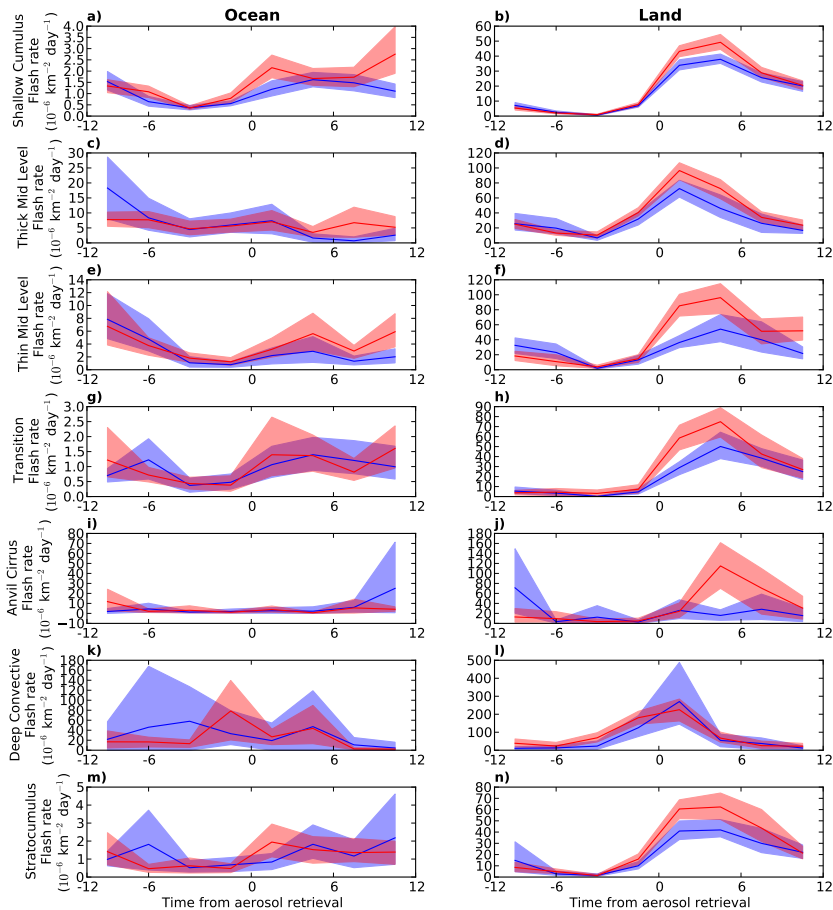 Ocean
Land
a)
b)
Shallow Cumulus
Flash rate
(10⁻⁶ km⁻² day⁻¹)
4.0
3.5
3.0
2.5
2.0
1.5
1.0
0.5
0.0
-12 -6 0 6 12
60
50
40
30
20
10
0
-12 -6 0 6 12
c)
d)
Thick Mid Level
Flash rate
(10⁻⁶ km⁻² day⁻¹)
30
25
20
15
10
5
0
-12 -6 0 6 12
120
100
80
60
40
20
0
-12 -6 0 6 12
e)
f)
Thin Mid Level
Flash rate
(10⁻⁶ km⁻² day⁻¹)
14
12
10
8
6
4
2
0
-12 -6 0 6 12
120
100
80
60
40
20
0
-12 -6 0 6 12
g)
h)
Transition
Flash rate
(10⁻⁶ km⁻² day⁻¹)
3.0
2.5
2.0
1.5
1.0
0.5
0.0
-12 -6 0 6 12
90
80
70
60
50
40
30
20
10
0
-12 -6 0 6 12
i)
j)
Anvil Cirrus
Flash rate
(10⁻⁶ km⁻² day⁻¹)
80
70
60
50
40
30
20
10
0
-12 -6 0 6 12
180
160
140
120
100
80
60
40
20
0
-12 -6 0 6 12
k)
l)
Deep Convective
Flash rate
(10⁻⁶ km⁻² day⁻¹)
180
160
140
120
100
80
60
40
20
0
-12 -6 0 6 12
500
400
300
200
100
0
-12 -6 0 6 12
m)
n)
Stratocumulus
Flash rate
(10⁻⁶ km⁻² day⁻¹)
5
4
3
2
1
0
-12 -6 0 6 12
80
70
60
50
40
30
20
10
0
-12 -6 0 6 12
Time from aerosol retrieval
Time from aerosol retrieval